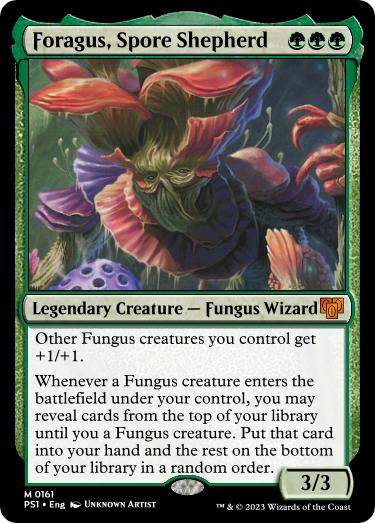 Foragus, Spore Shepherd
Legendary Creature — Fungus Wizard
Other Fungus creatures you control get
+1/+1.
Whenever a Fungus creature enters the
battlefield under your control, you may
reveal cards from the top of your library
until you a Fungus creature. Put that card
into your hand and the rest on the bottom
of your library in a random order.
3/3
M 0161
PS1 • Eng Unknown Artist
™ & © 2023 Wizards of the Coast